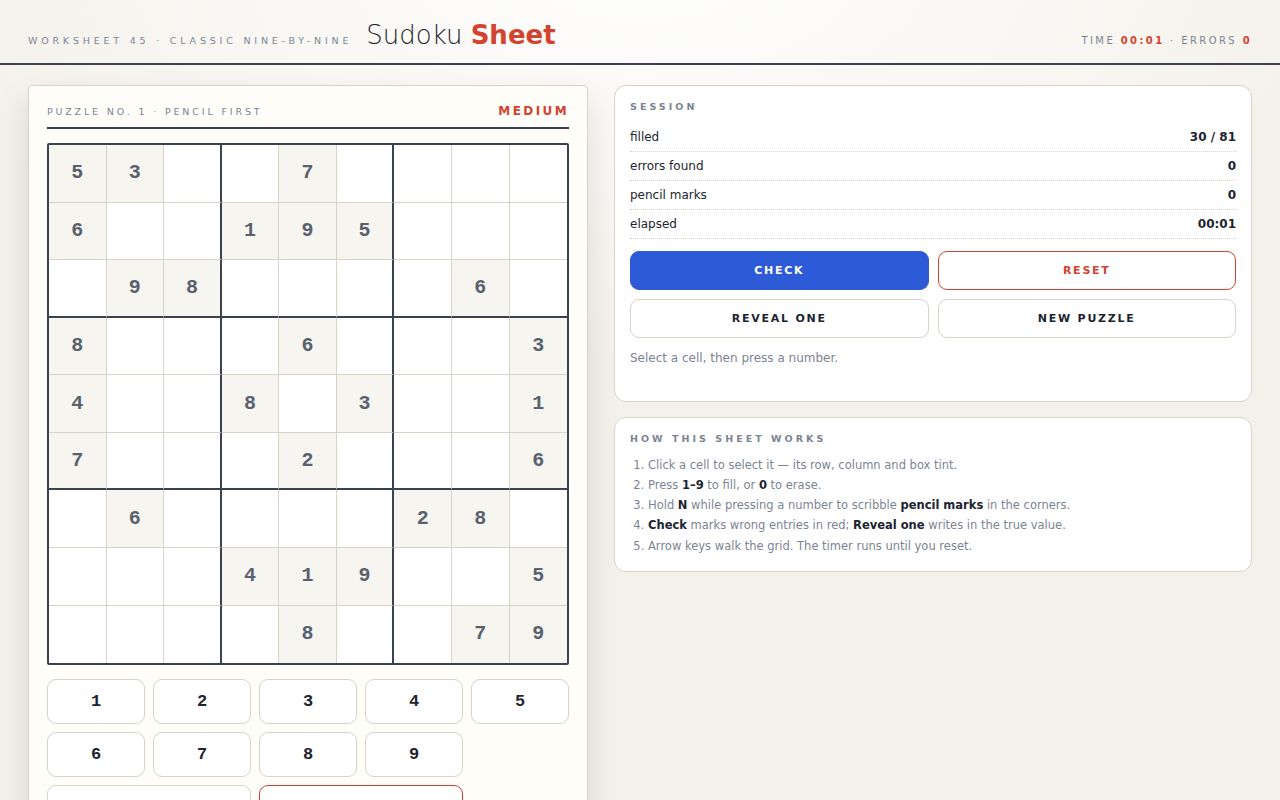 WORKSHEET 45 · CLASSIC NINE-BY-NINE Sudoku Sheet TIME 00:01 · ERRORS 0
PUZZLE NO. 1 · PENCIL FIRST MEDIUM
5 3 7
6 1 9 5
9 8 6
8 6 3
4 8 3 1
7 2 6
6 2 8
4 1 9 5
8 7 9
1 2 3 4 5
6 7 8 9
SESSION
filled 30 / 81
errors found 0
pencil marks 0
elapsed 00:01
CHECK RESET
REVEAL ONE NEW PUZZLE
Select a cell, then press a number.
HOW THIS SHEET WORKS
1. Click a cell to select it — its row, column and box tint.
2. Press 1–9 to fill, or 0 to erase.
3. Hold N while pressing a number to scribble pencil marks in the corners.
4. Check marks wrong entries in red; Reveal one writes in the true value.
5. Arrow keys walk the grid. The timer runs until you reset.